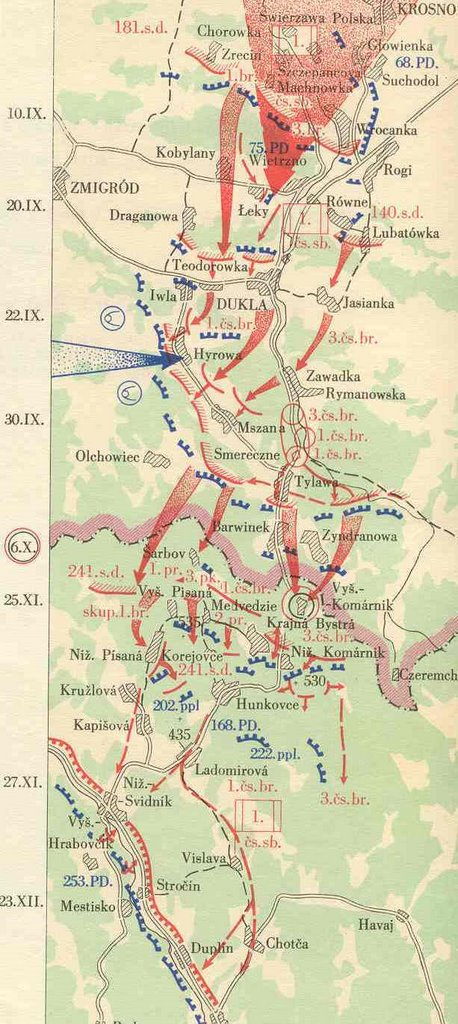 KROSNO
Świerzawa Polska
181.s.d.
Chorowka
1.
Głowienka
Zrecin
68.PD.
Szczepancowa
Suchodol
1.br.
Machnowka
čs.sb.
10.IX.
3.
Wrocanka
75.PD
Kobylany
Wietrzno
Rogi
ZMIGRÓD
Łeky
Równe
20.IX.
Draganowa
1.
140.s.d.
čs.sb.
Lubatówka
Teodorowka
Iwla
DUKLA
Jasianka
22.IX.
1.čs.br.
3.čs.br.
Hyrowa
Zawadka
Rymanowska
30.IX.
3.čs.br.
Mszana
1.čs.br.
Smereczne
1.čs.br.
Olchowiec
Tylawa
Barwinek
6.X.
Zyndranowa
Šarbov
241.s.d.
1.pr.
3.pk.
Vyš. Písaná
1.čs.br.
Vyš.-
25.XI.
skup.1.br.
535
Medvedzie
-Komárnik
2.pr.
Krajná Bystrá
3.čs.br.
Niž. Písaná
Korejovce
Niž. Komárnik
241.s.d.
530
Czeremch
Kružlová
202.ppl
Hunkovce
168.PD.
Kapišová
435
222.ppl.
Ladomirová
27.XI.
Niž.-
1.čs.br.
-Svidník
3.čs.br.
Vyš.-
1.
Hrabovčík
čs.sb.
Vislava
253.PD.
Stročín
23.XII.
Mestisko
Havaj
Duplín
Chotča